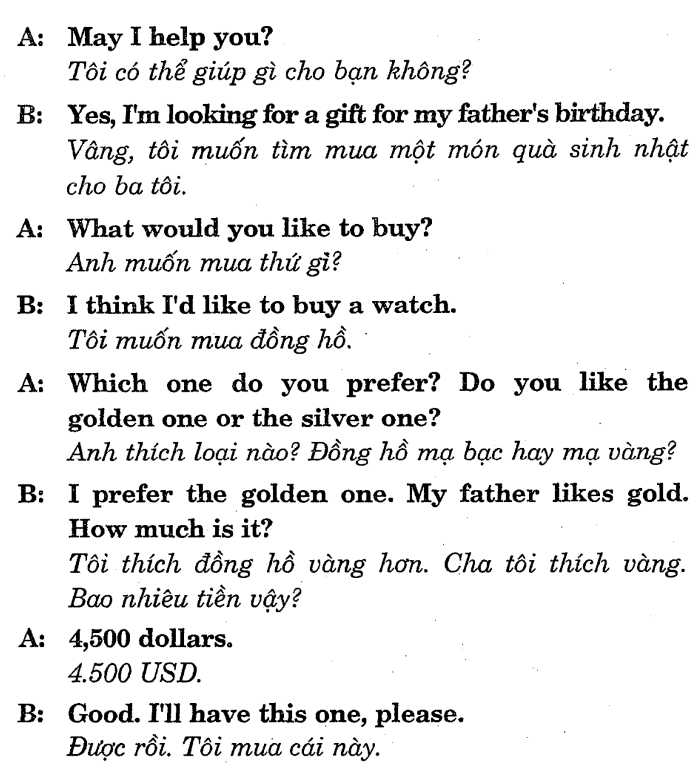 A: May I help you?
Tôi có thể giúp gì cho bạn không?
B: Yes, I'm looking for a gift for my father's birthday.
Vâng, tôi muốn tìm mua một món quà sinh nhật
cho ba tôi.
A: What would you like to buy?
Anh muốn mua thứ gì?
B: I think I'd like to buy a watch.
Tôi muốn mua đồng hồ.
A: Which one do you prefer? Do you like the
golden one or the silver one?
Anh thích loại nào? Đồng hồ mạ bạc hay mạ vàng?
B: I prefer the golden one. My father likes gold.
How much is it?
Tôi thích đồng hồ vàng hơn. Cha tôi thích vàng.
Bao nhiêu tiền vậy?
A: 4,500 dollars.
4.500 USD.
B: Good. I'll have this one, please.
Được rồi. Tôi mua cái này.